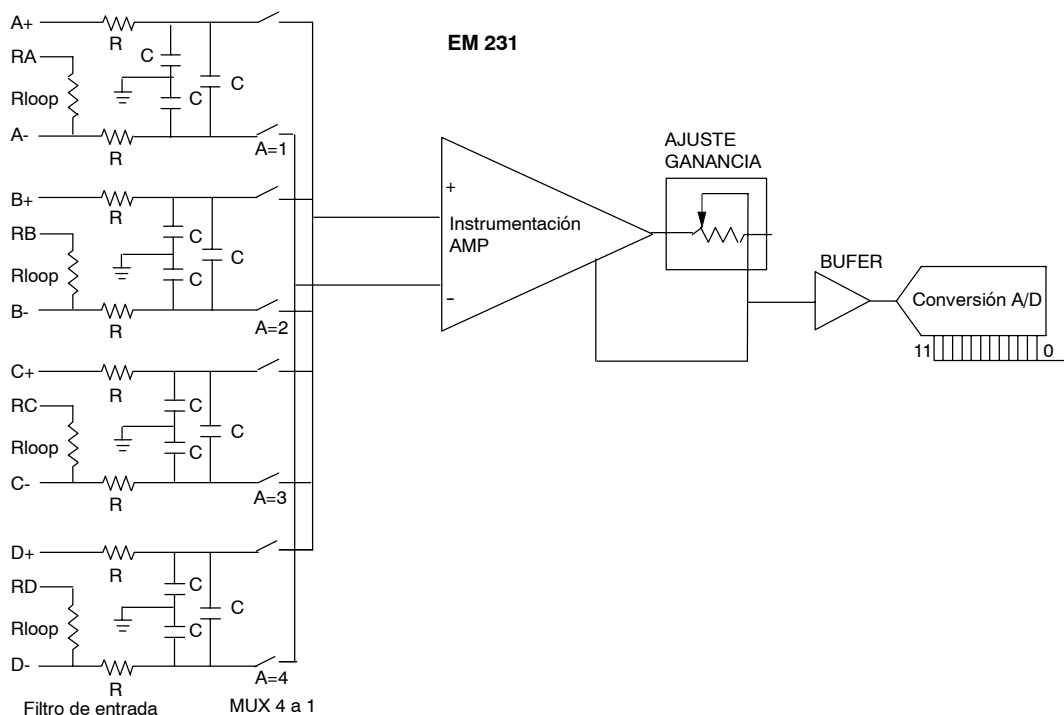 EM 231
A+
R
RA
Rloop
A-
R
C
C
C
A=1
B+
R
RB
Rloop
B-
R
C
C
C
A=2
C+
R
RC
Rloop
C-
R
C
C
C
A=3
D+
R
RD
Rloop
D-
R
C
C
C
A=4
Filtro de entrada
MUX 4 a 1
+
Instrumentación
AMP
−
AJUSTE
GANANCIA
BUFER
Conversión A/D
11
0